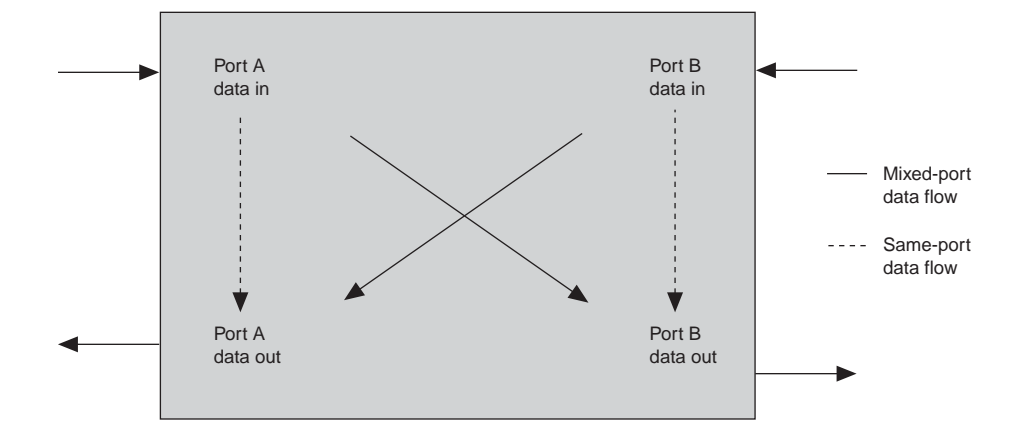 Port A
data in
Port B
data in
Mixed-port
data flow
Same-port
data flow
Port A
data out
Port B
data out